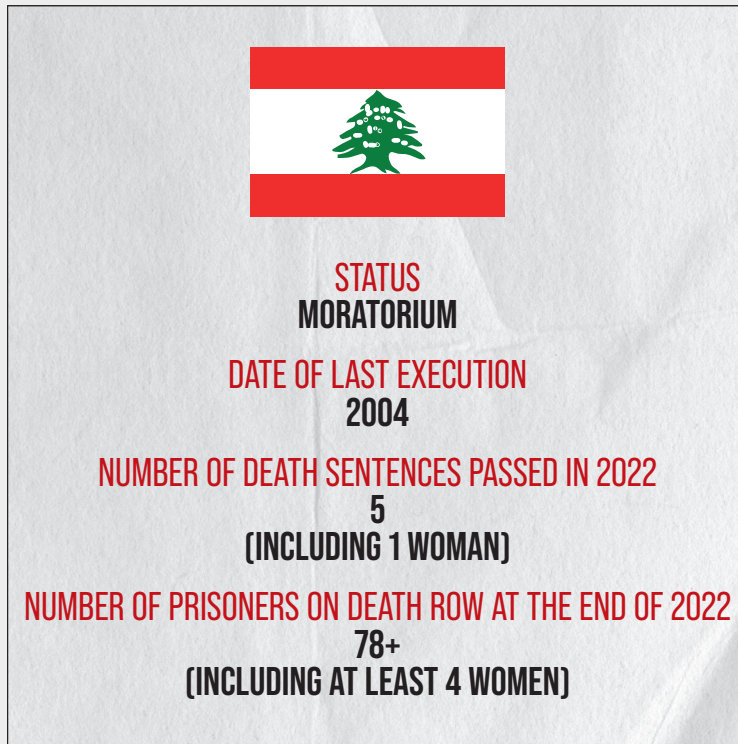 STATUS
MORATORIUM
DATE OF LAST EXECUTION
2004
NUMBER OF DEATH SENTENCES PASSED IN 2022
5
(INCLUDING 1 WOMAN)
NUMBER OF PRISONERS ON DEATH ROW AT THE END OF 2022
78+
(INCLUDING AT LEAST 4 WOMEN)